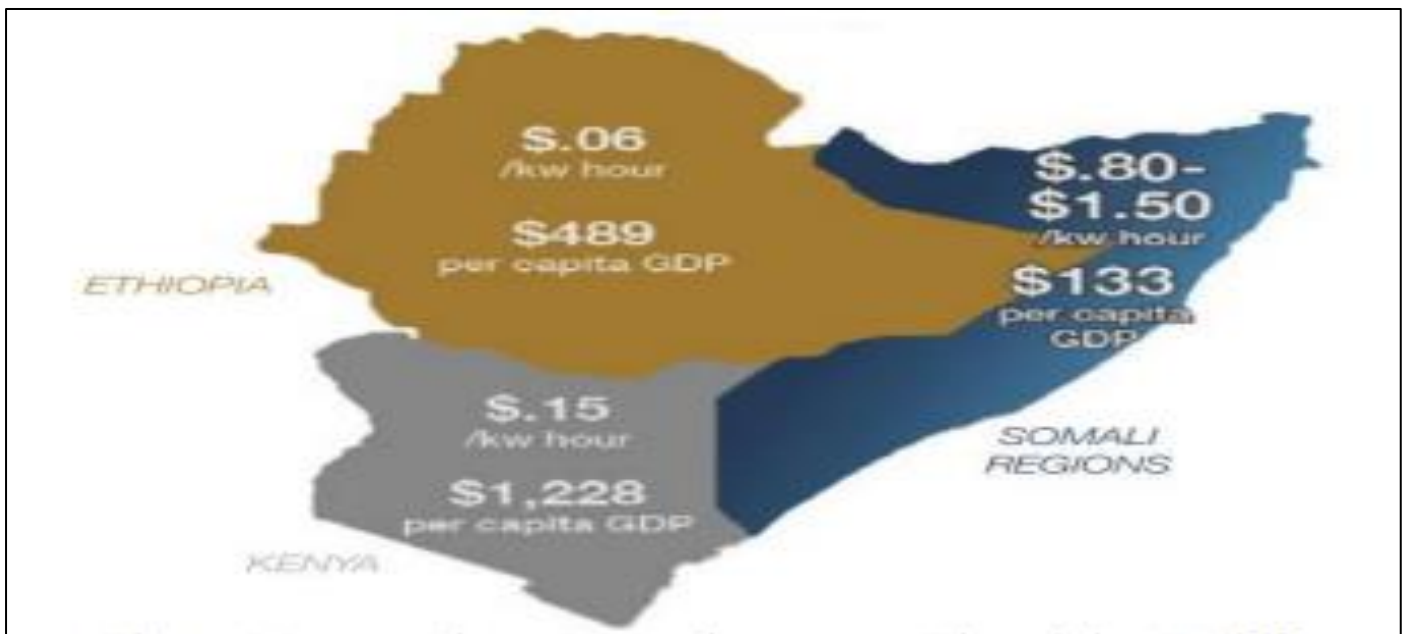 $.06
/kw hour
$489
per capita GDP
ETHIOPIA
$.80-
$1.50
/kw hour
$133
per capita
GDP
SOMALI
REGIONS
$.15
/kw hour
$1,228
per capita GDP
KENYA